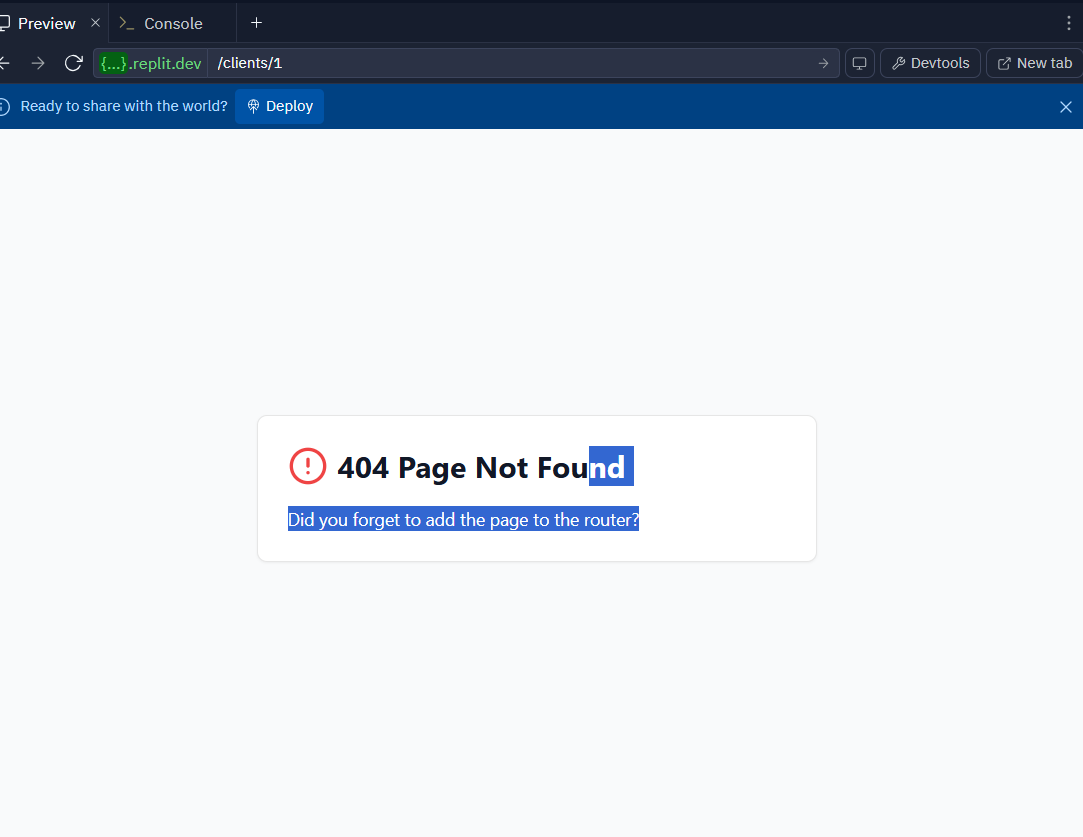 Preview
Console
{...}.replit.dev /clients/1 Devtools New tab
Ready to share with the world? Deploy
404 Page Not Found
Did you forget to add the page to the router?